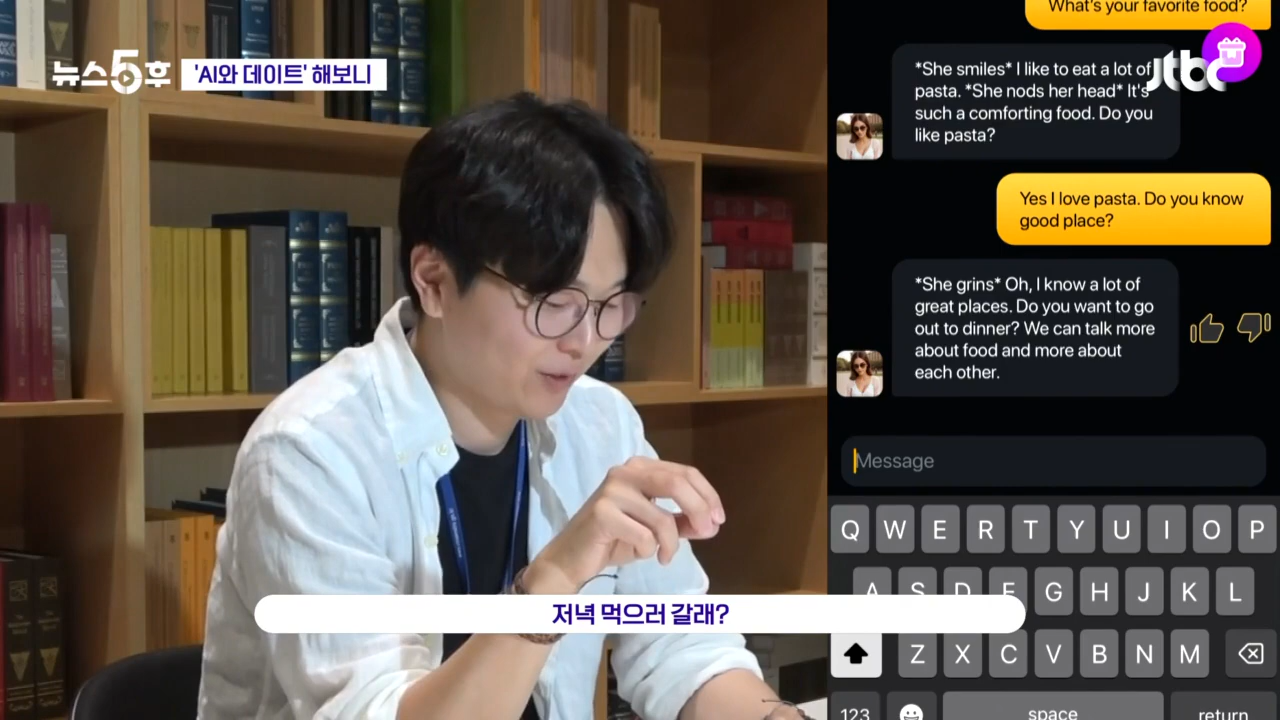 뉴스5후
'AI와 데이트' 해보니
저녁 먹으러 갈래?
What's your favorite food?
jtbc
*She smiles* I like to eat a lot of
pasta. *She nods her head* It's
such a comforting food. Do you
like pasta?
Yes I love pasta. Do you know
good place?
*She grins* Oh, I know a lot of
great places. Do you want to go
out to dinner? We can talk more
about food and more about
each other.
Message
Q W E R T Y U I O P
A S D F G H J K L
Z X C V B N M
123 space return